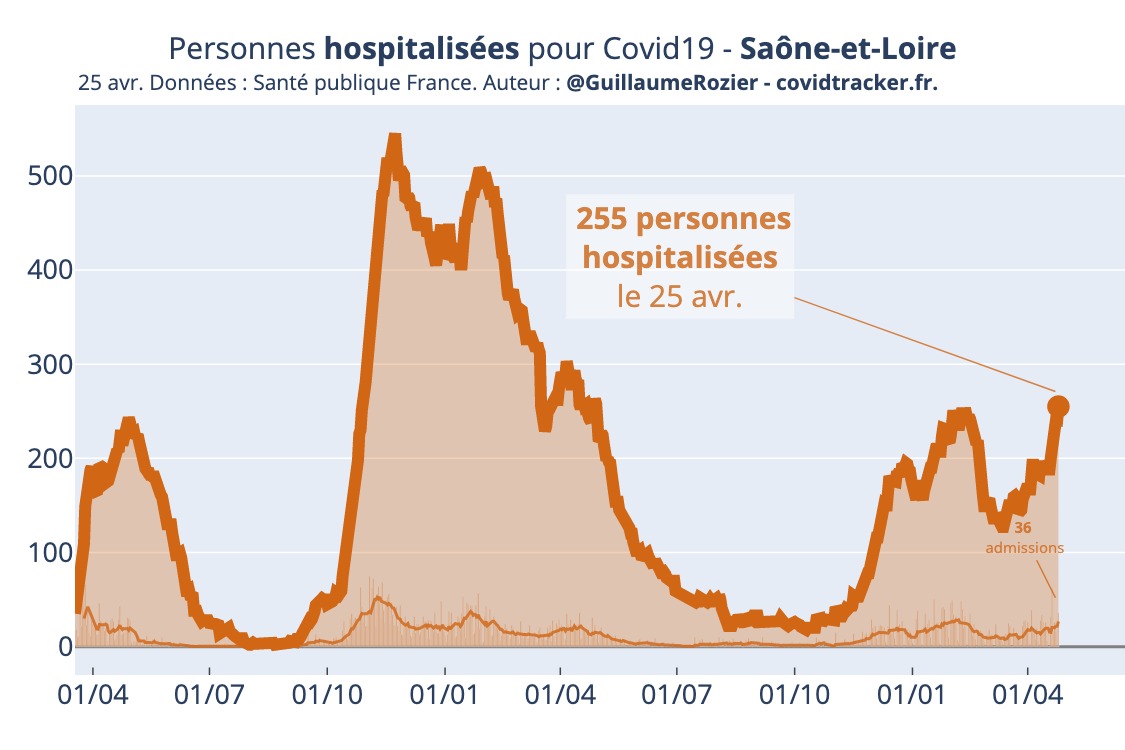 Personnes hospitalisées pour Covid19 - Saône-et-Loire
25 avr. Données : Santé publique France. Auteur : @GuillaumeRozier - covidtracker.fr.
500
400
300
200
100
0
255 personnes
hospitalisées
le 25 avr.
36
admissions
01/04 01/07 01/10 01/01 01/04 01/07 01/10 01/01 01/04